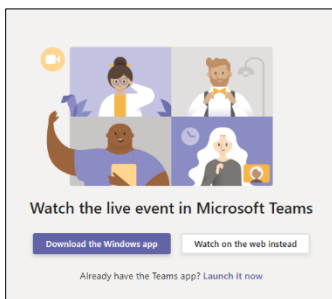 Watch the live event in Microsoft Teams
Download the Windows app
Watch on the web instead
Already have the Teams app? Launch it now